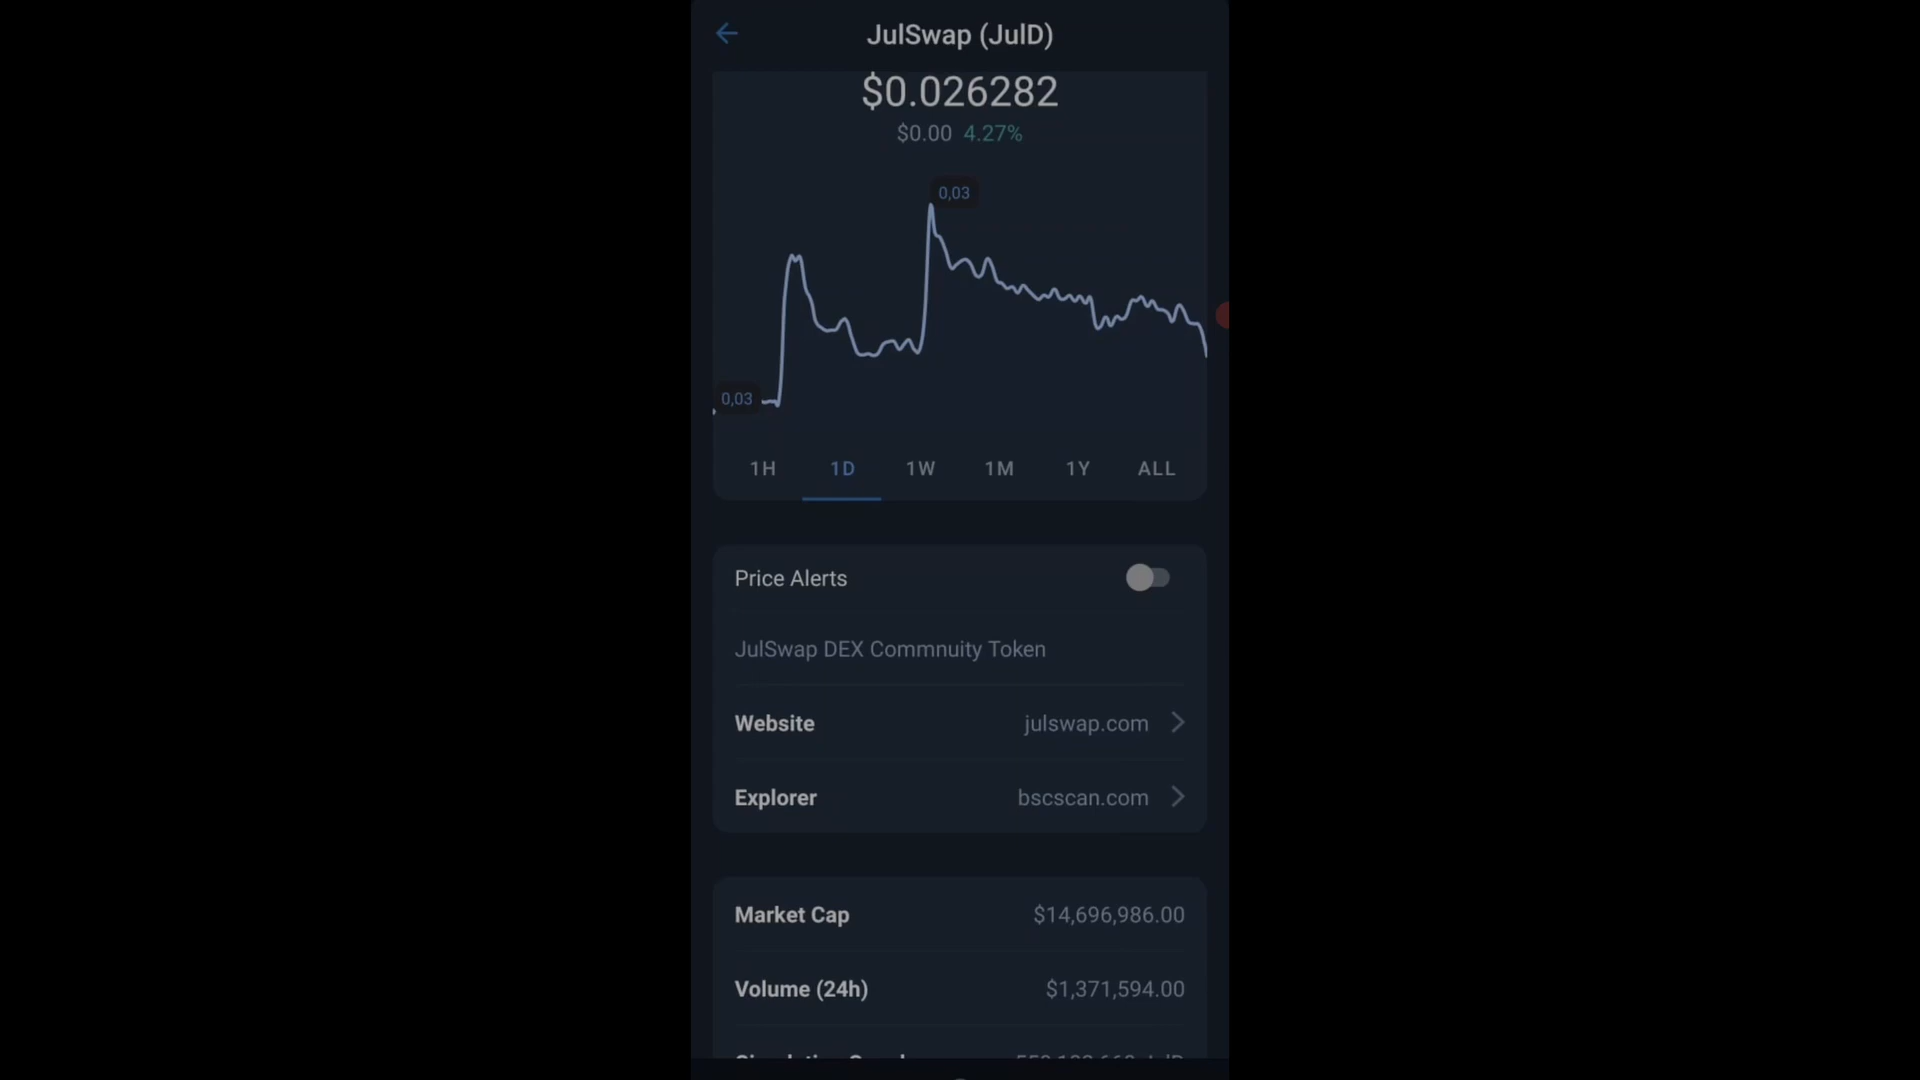 JulSwap (JulD)
$0.026282
$0.00 4.27%
0,03
0,03
1H 1D 1W 1M 1Y ALL
Price Alerts
JulSwap DEX Commnuity Token
Website julswap.com
Explorer bscscan.com
Market Cap $14,696,986.00
Volume (24h) $1,371,594.00